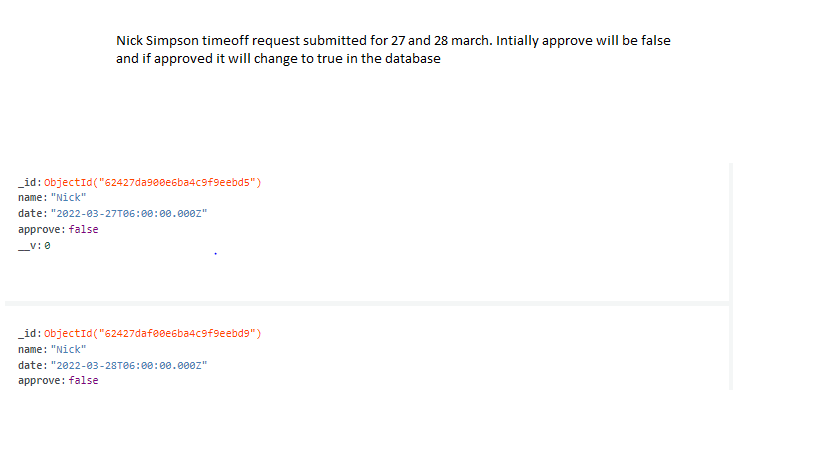 Nick Simpson timeoff request submitted for 27 and 28 march. Intially approve will be false
and if approved it will change to true in the database
_id: ObjectId("62427da900e6ba4c9f9eebd5")
name: "Nick"
date: "2022-03-27T06:00:00.000Z"
approve: false
__v: 0
_id: ObjectId("62427daf00e6ba4c9f9eebd9")
name: "Nick"
date: "2022-03-28T06:00:00.000Z"
approve: false